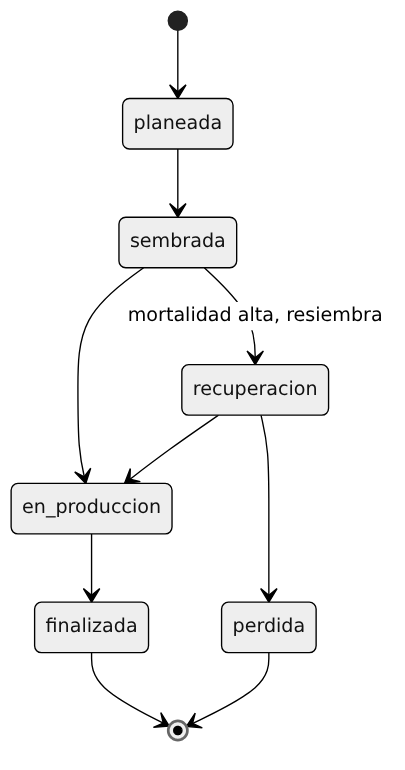 planeada
sembrada
mortalidad alta, resiembra
recuperacion
en_produccion
finalizada
perdida